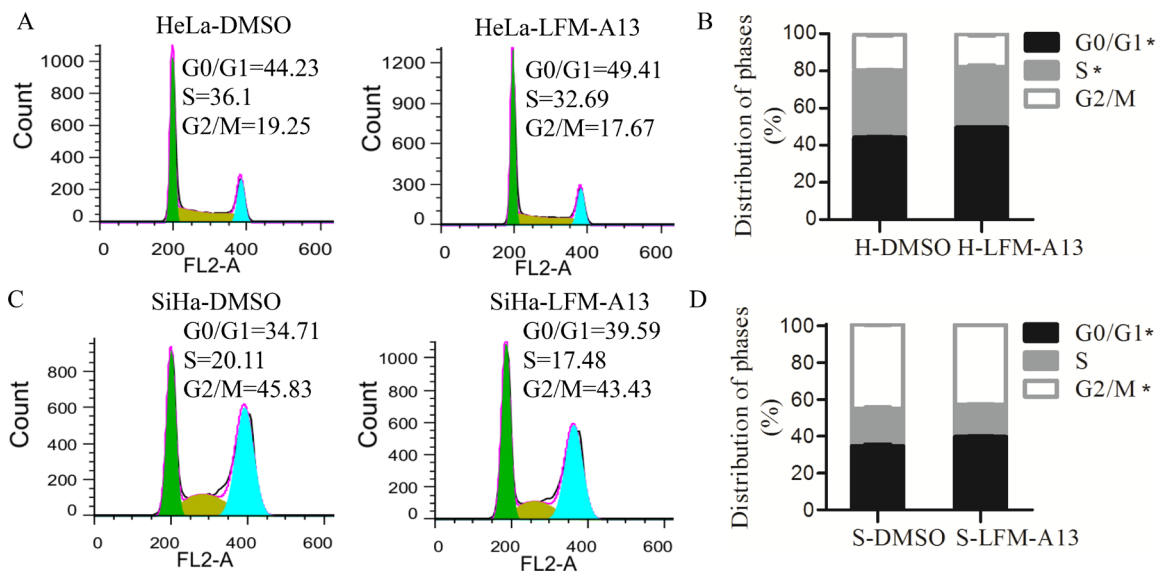 A
HeLa-DMSO
G0/G1=44.23
S=36.1
G2/M=19.25
Count
1000
800
600
400
200
0
0 200 400 600
FL2-A
HeLa-LFM-A13
G0/G1=49.41
S=32.69
G2/M=17.67
Count
1200
900
600
300
0
0 200 400 600
FL2-A
B
Distribution of phases
(%)
100
80
60
40
20
0
H-DMSO H-LFM-A13
G0/G1*
S*
G2/M
C
SiHa-DMSO
G0/G1=34.71
S=20.11
G2/M=45.83
Count
800
600
400
200
0
0 200 400 600
FL2-A
SiHa-LFM-A13
G0/G1=39.59
S=17.48
G2/M=43.43
Count
1000
800
600
400
200
0
0 200 400 600
FL2-A
D
Distribution of phases
(%)
100
80
60
40
20
0
S-DMSO S-LFM-A13
G0/G1*
S
G2/M *